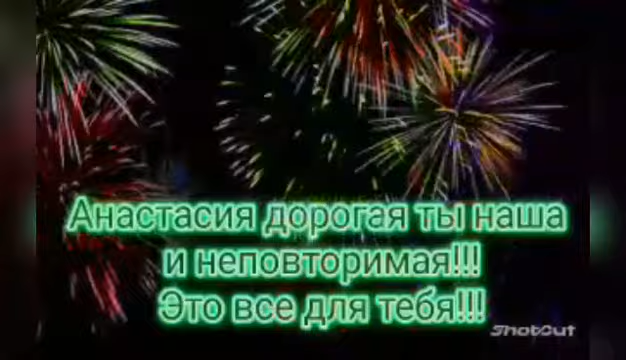 Анастасия дорогая ты наша
и неповторимая!!!
Это все для тебя!!!
ShotCut